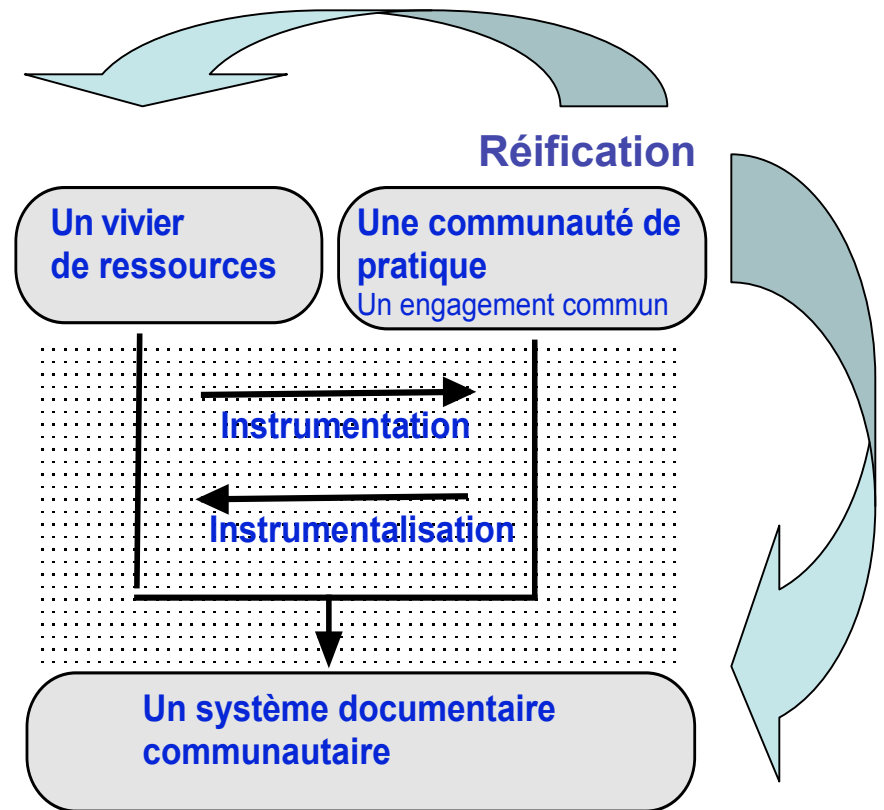 Réification
Un vivier
de ressources
Une communauté de
pratique
Un engagement commun
Instrumentation
Instrumentalisation
Un système documentaire
communautaire